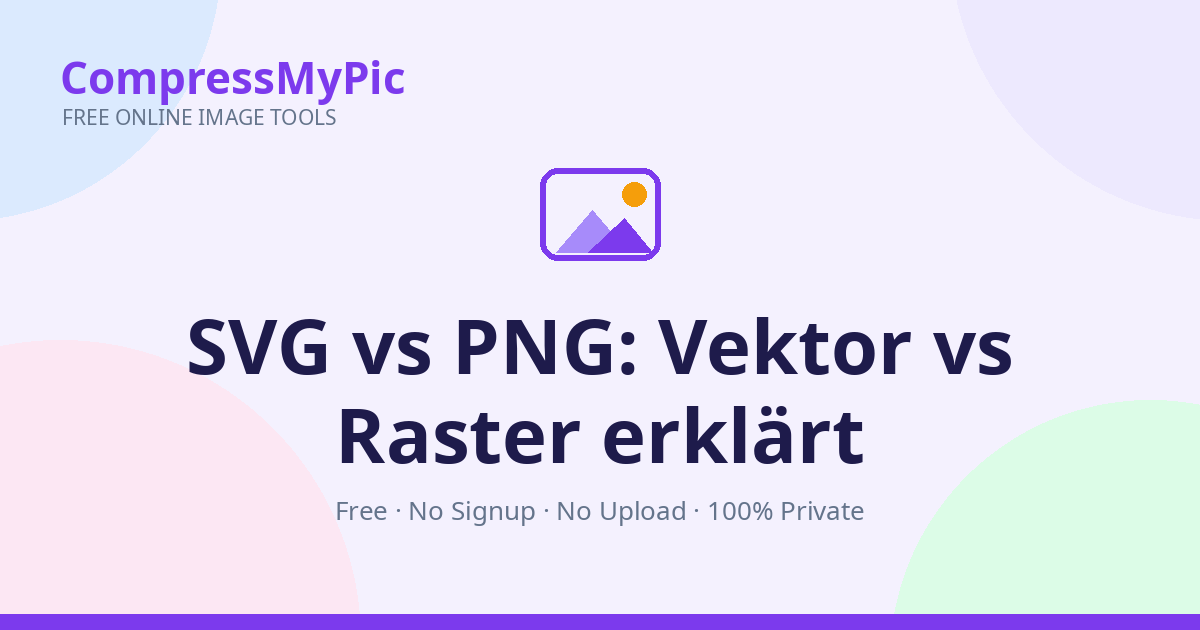 CompressMyPic
FREE ONLINE IMAGE TOOLS
SVG vs PNG: Vektor vs
Raster erklärt
Free · No Signup · No Upload · 100% Private